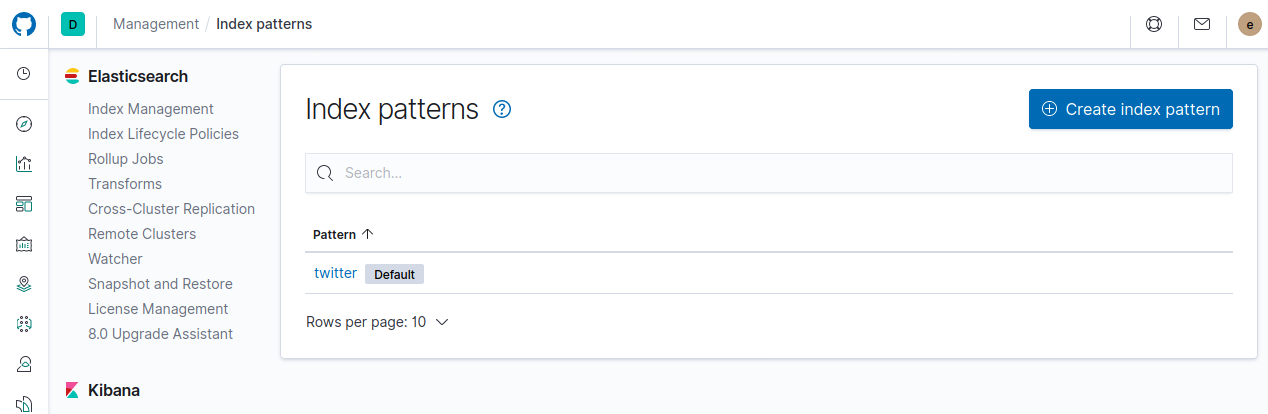 D
Management / Index patterns
e
Elasticsearch
Index Management
Index Lifecycle Policies
Rollup Jobs
Transforms
Cross-Cluster Replication
Remote Clusters
Watcher
Snapshot and Restore
License Management
8.0 Upgrade Assistant
Kibana
Index patterns ?
Create index pattern
Search...
Pattern
twitter Default
Rows per page: 10